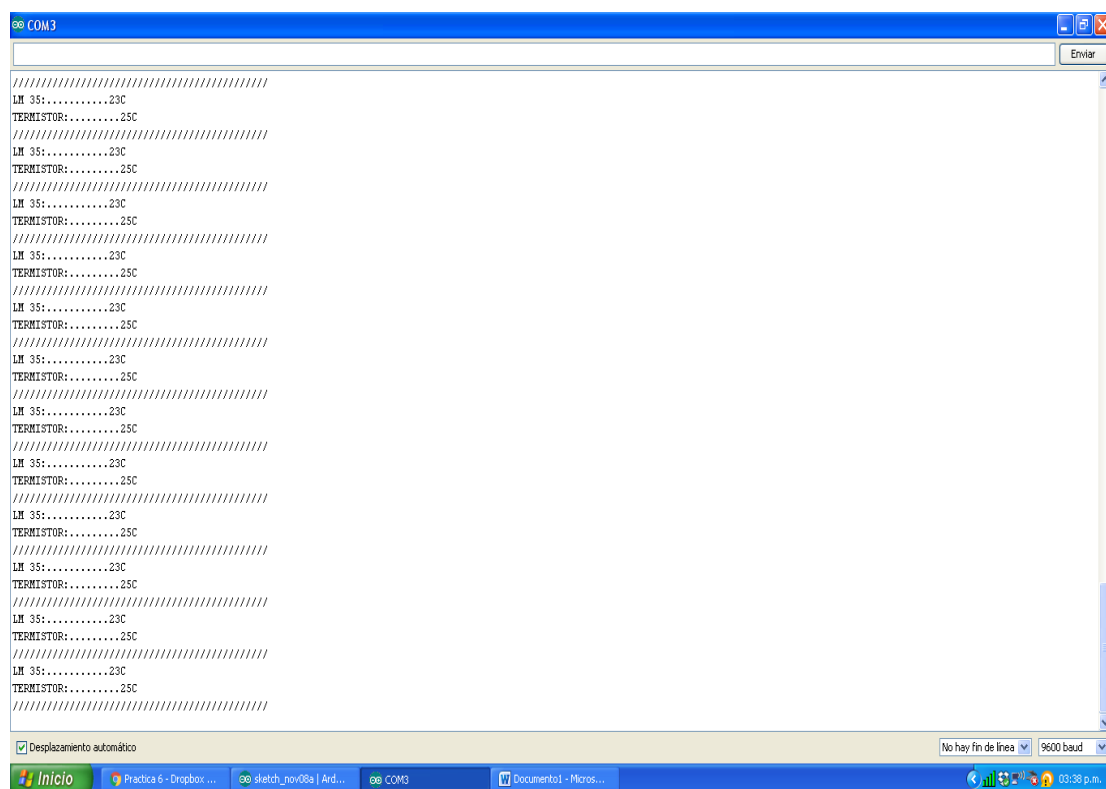 COM3
Enviar
/////////////////////////////////////////////
LM 35:...........23C
TERMISTOR:.........25C
/////////////////////////////////////////////
LM 35:...........23C
TERMISTOR:.........25C
/////////////////////////////////////////////
LM 35:...........23C
TERMISTOR:.........25C
/////////////////////////////////////////////
LM 35:...........23C
TERMISTOR:.........25C
/////////////////////////////////////////////
LM 35:...........23C
TERMISTOR:.........25C
/////////////////////////////////////////////
LM 35:...........23C
TERMISTOR:.........25C
/////////////////////////////////////////////
LM 35:...........23C
TERMISTOR:.........25C
/////////////////////////////////////////////
LM 35:...........23C
TERMISTOR:.........25C
/////////////////////////////////////////////
LM 35:...........23C
TERMISTOR:.........25C
/////////////////////////////////////////////
LM 35:...........23C
TERMISTOR:.........25C
/////////////////////////////////////////////
LM 35:...........23C
TERMISTOR:.........25C
/////////////////////////////////////////////
LM 35:...........23C
TERMISTOR:.........25C
/////////////////////////////////////////////
Desplazamiento automático No hay fin de línea 9600 baud
Inicio Practica 6 - Dropbox ... sketch_nov08a | Ard... COM3 Documento1 - Micros... 03:38 p.m.